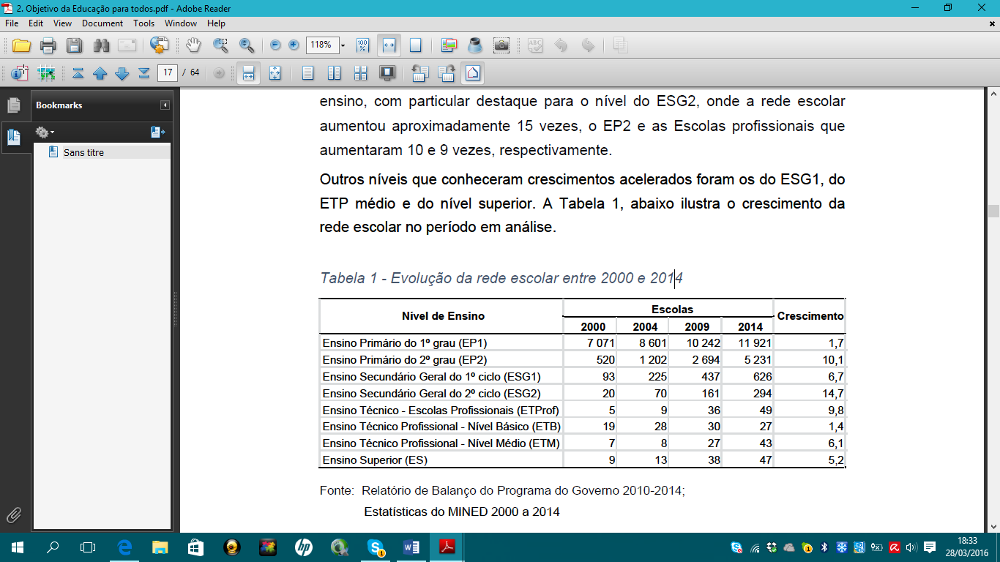 2. Objetivo da Educação para todos.pdf - Adobe Reader
File Edit View Document Tools Window Help
118%
17 / 64
Bookmarks
Sans titre
ensino, com particular destaque para o nível do ESG2, onde a rede escolar
aumentou aproximadamente 15 vezes, o EP2 e as Escolas profissionais que
aumentaram 10 e 9 vezes, respectivamente.
Outros níveis que conheceram crescimentos acelerados foram os do ESG1, do
ETP médio e do nível superior. A Tabela 1, abaixo ilustra o crescimento da
rede escolar no período em análise.
Tabela 1 - Evolução da rede escolar entre 2000 e 2014
Nível de Ensino Escolas Crescimento
2000 2004 2009 2014
Ensino Primário do 1º grau (EP1) 7 071 8 601 10 242 11 921 1,7
Ensino Primário do 2º grau (EP2) 520 1 202 2 694 5 231 10,1
Ensino Secundário Geral do 1º ciclo (ESG1) 93 225 437 626 6,7
Ensino Secundário Geral do 2º ciclo (ESG2) 20 70 161 294 14,7
Ensino Técnico - Escolas Profissionais (ETProf) 5 9 36 49 9,8
Ensino Técnico Profissional - Nível Básico (ETB) 19 28 30 27 1,4
Ensino Técnico Profissional - Nível Médio (ETM) 7 8 27 43 6,1
Ensino Superior (ES) 9 13 38 47 5,2
Fonte: Relatório de Balanço do Programa do Governo 2010-2014;
Estatísticas do MINED 2000 a 2014
18:33
28/03/2016